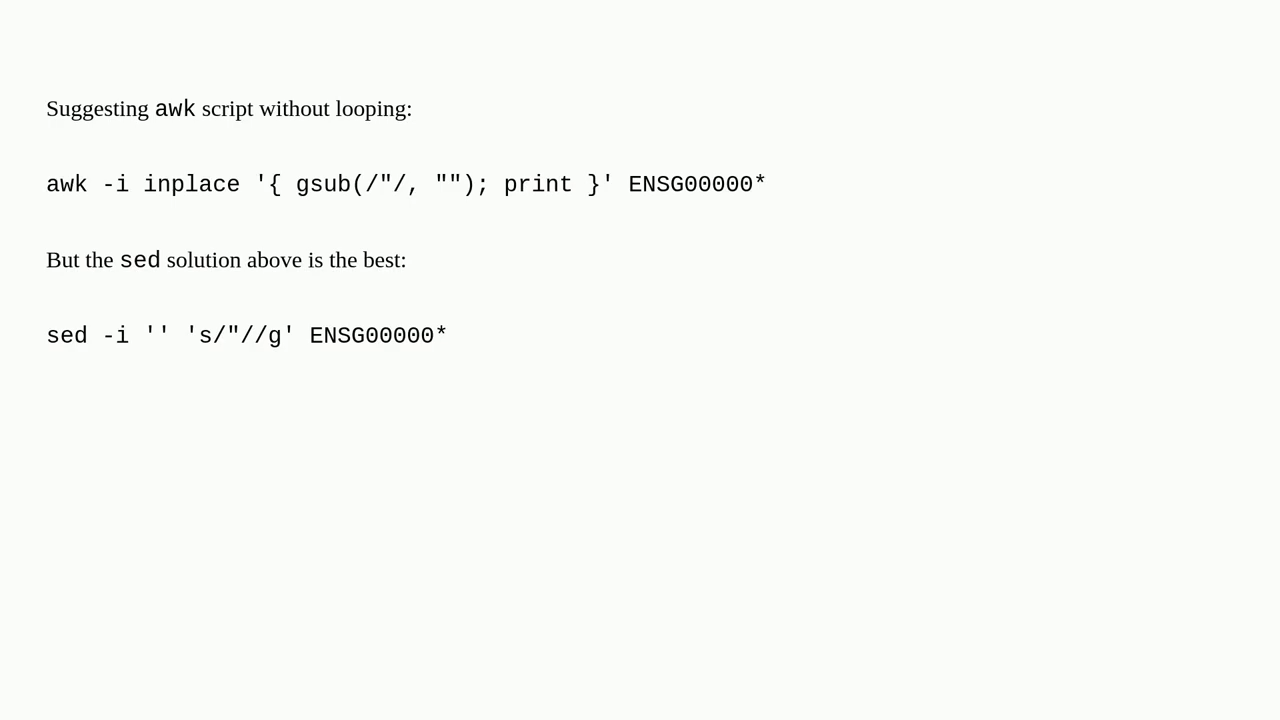 Suggesting awk script without looping:
awk -i inplace '{ gsub(/"/, ""); print }' ENSG00000*
But the sed solution above is the best:
sed -i '' 's/"//g' ENSG00000*